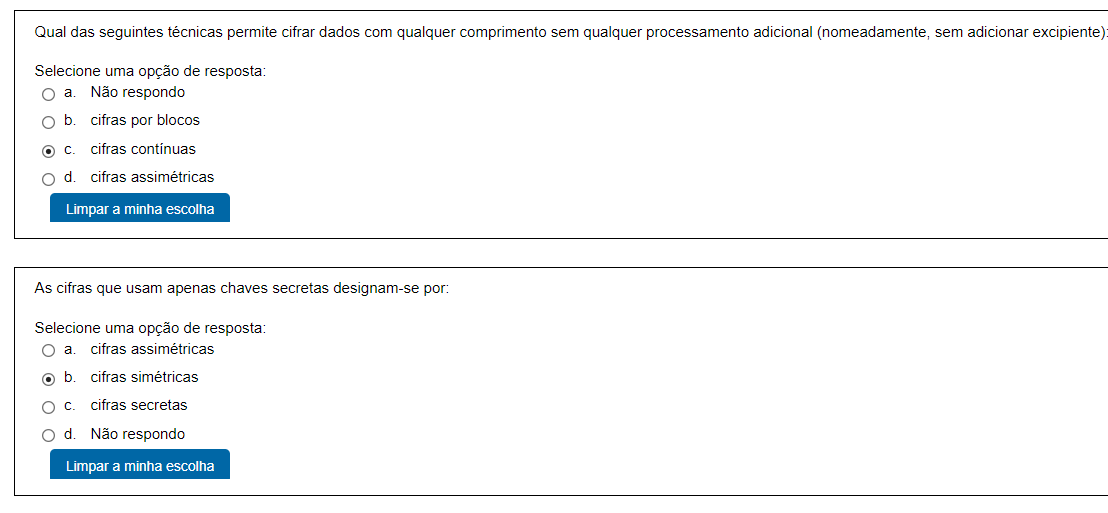 Qual das seguintes técnicas permite cifrar dados com qualquer comprimento sem qualquer processamento adicional (nomeadamente, sem adicionar excipiente):
Selecione uma opção de resposta:
a. Não respondo
b. cifras por blocos
c. cifras contínuas
d. cifras assimétricas
Limpar a minha escolha
As cifras que usam apenas chaves secretas designam-se por:
Selecione uma opção de resposta:
a. cifras assimétricas
b. cifras simétricas
c. cifras secretas
d. Não respondo
Limpar a minha escolha